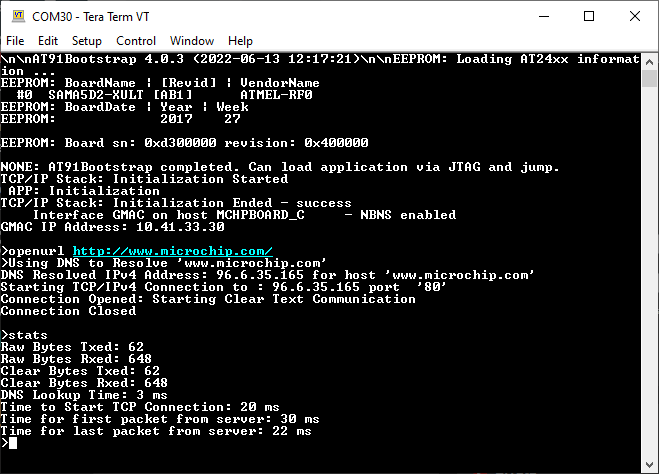 COM30 - Tera Term VT
File Edit Setup Control Window Help
\n\nAT91Bootstrap 4.0.3 (2022-06-13 12:17:21)\n\nEEPROM: Loading AT24xx informat
ion ...
EEPROM: BoardName | [Revid] | VendorName
  #0  SAMA5D2-XULT [AB1]      ATMEL-RF0
EEPROM: BoardDate | Year | Week
EEPROM:             2017    27
EEPROM: Board sn: 0xd300000 revision: 0x400000
NONE: AT91Bootstrap completed. Can load application via JTAG and jump.
TCP/IP Stack: Initialization Started
 APP: Initialization
TCP/IP Stack: Initialization Ended - success
    Interface GMAC on host MCHPBOARD_C     - NBNS enabled
GMAC IP Address: 10.41.33.30
>openurl http://www.microchip.com/
>Using DNS to Resolve 'www.microchip.com'
DNS Resolved IPv4 Address: 96.6.35.165 for host 'www.microchip.com'
Starting TCP/IPv4 Connection to : 96.6.35.165 port  '80'
Connection Opened: Starting Clear Text Communication
Connection Closed
>stats
Raw Bytes Txed: 62
Raw Bytes Rxed: 648
Clear Bytes Txed: 62
Clear Bytes Rxed: 648
DNS Lookup Time: 3 ms
Time to Start TCP Connection: 20 ms
Time for first packet from server: 30 ms
Time for last packet from server: 22 ms
>